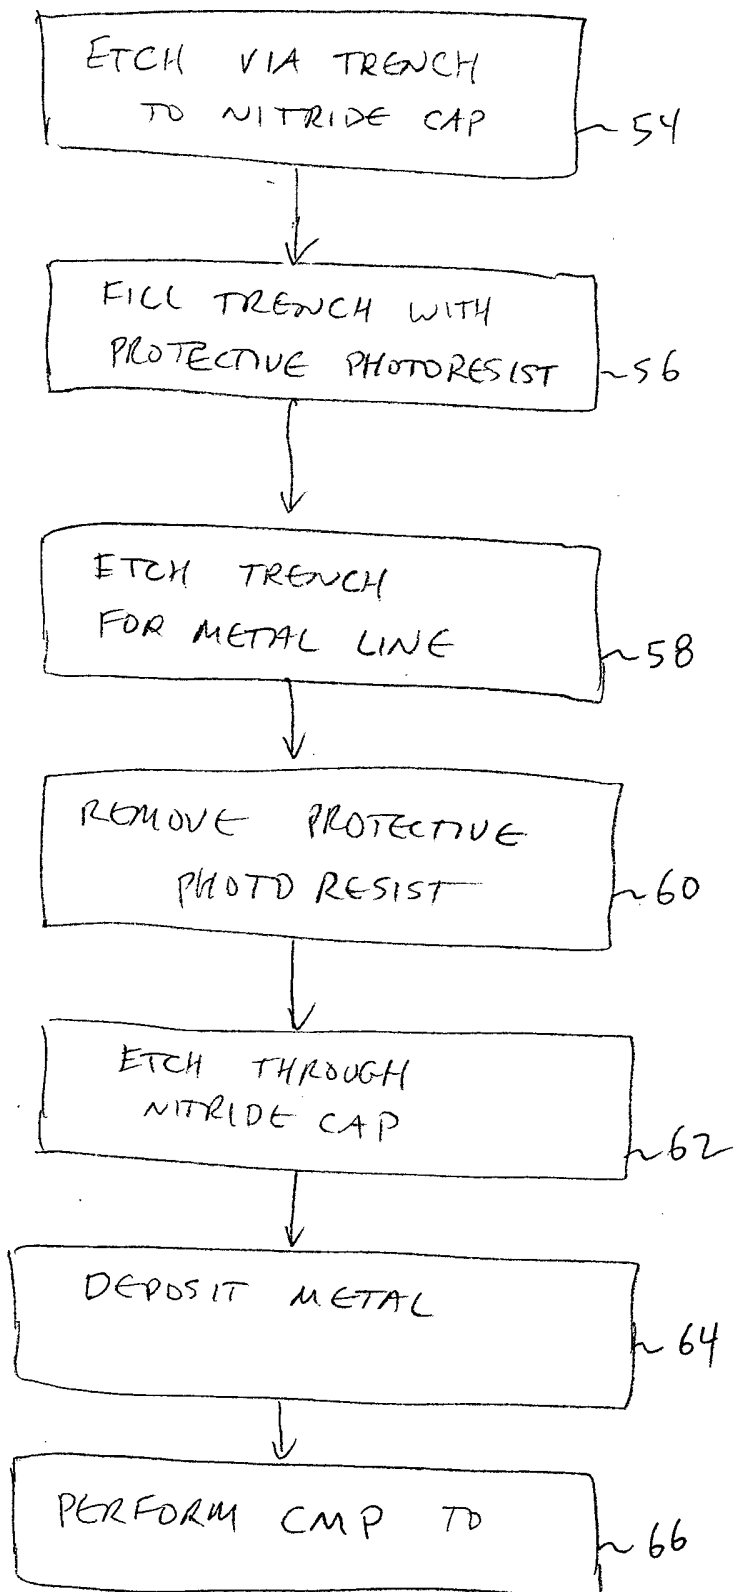 ETCH VIA TRENCH
TO NITRIDE CAP
54
FILL TRENCH WITH
PROTECTIVE PHOTORESIST
56
ETCH TRENCH
FOR METAL LINE
58
REMOVE PROTECTIVE
PHOTO RESIST
60
ETCH THROUGH
NITRIDE CAP
62
DEPOSIT METAL
64
PERFORM CMP TO
66